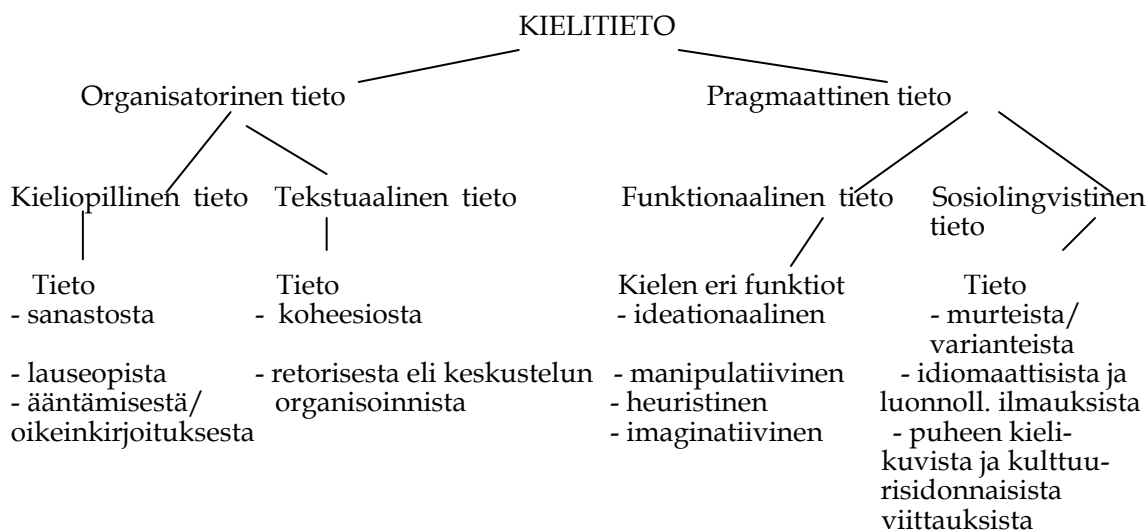 KIELITIETO
Organisatorinen tieto
Pragmaattinen tieto
Kieliopillinen tieto
Tekstuaalinen tieto
Funktionaalinen tieto
Sosiolingvistinen
tieto
Tieto
- sanastosta
- lauseopista
- ääntämisestä/
oikeinkirjoituksesta
Tieto
- koheesiosta
- retorisesta eli keskustelun
organisoinnista
Kielen eri funktiot
- ideationaalinen
- manipulatiivinen
- heuristinen
- imaginatiivinen
Tieto
- murteista/
varianteista
- idiomaattisista ja
luonnoll. ilmauksista
- puheen kieli-
kuvista ja kulttuu-
risidonnaisista
viittauksista